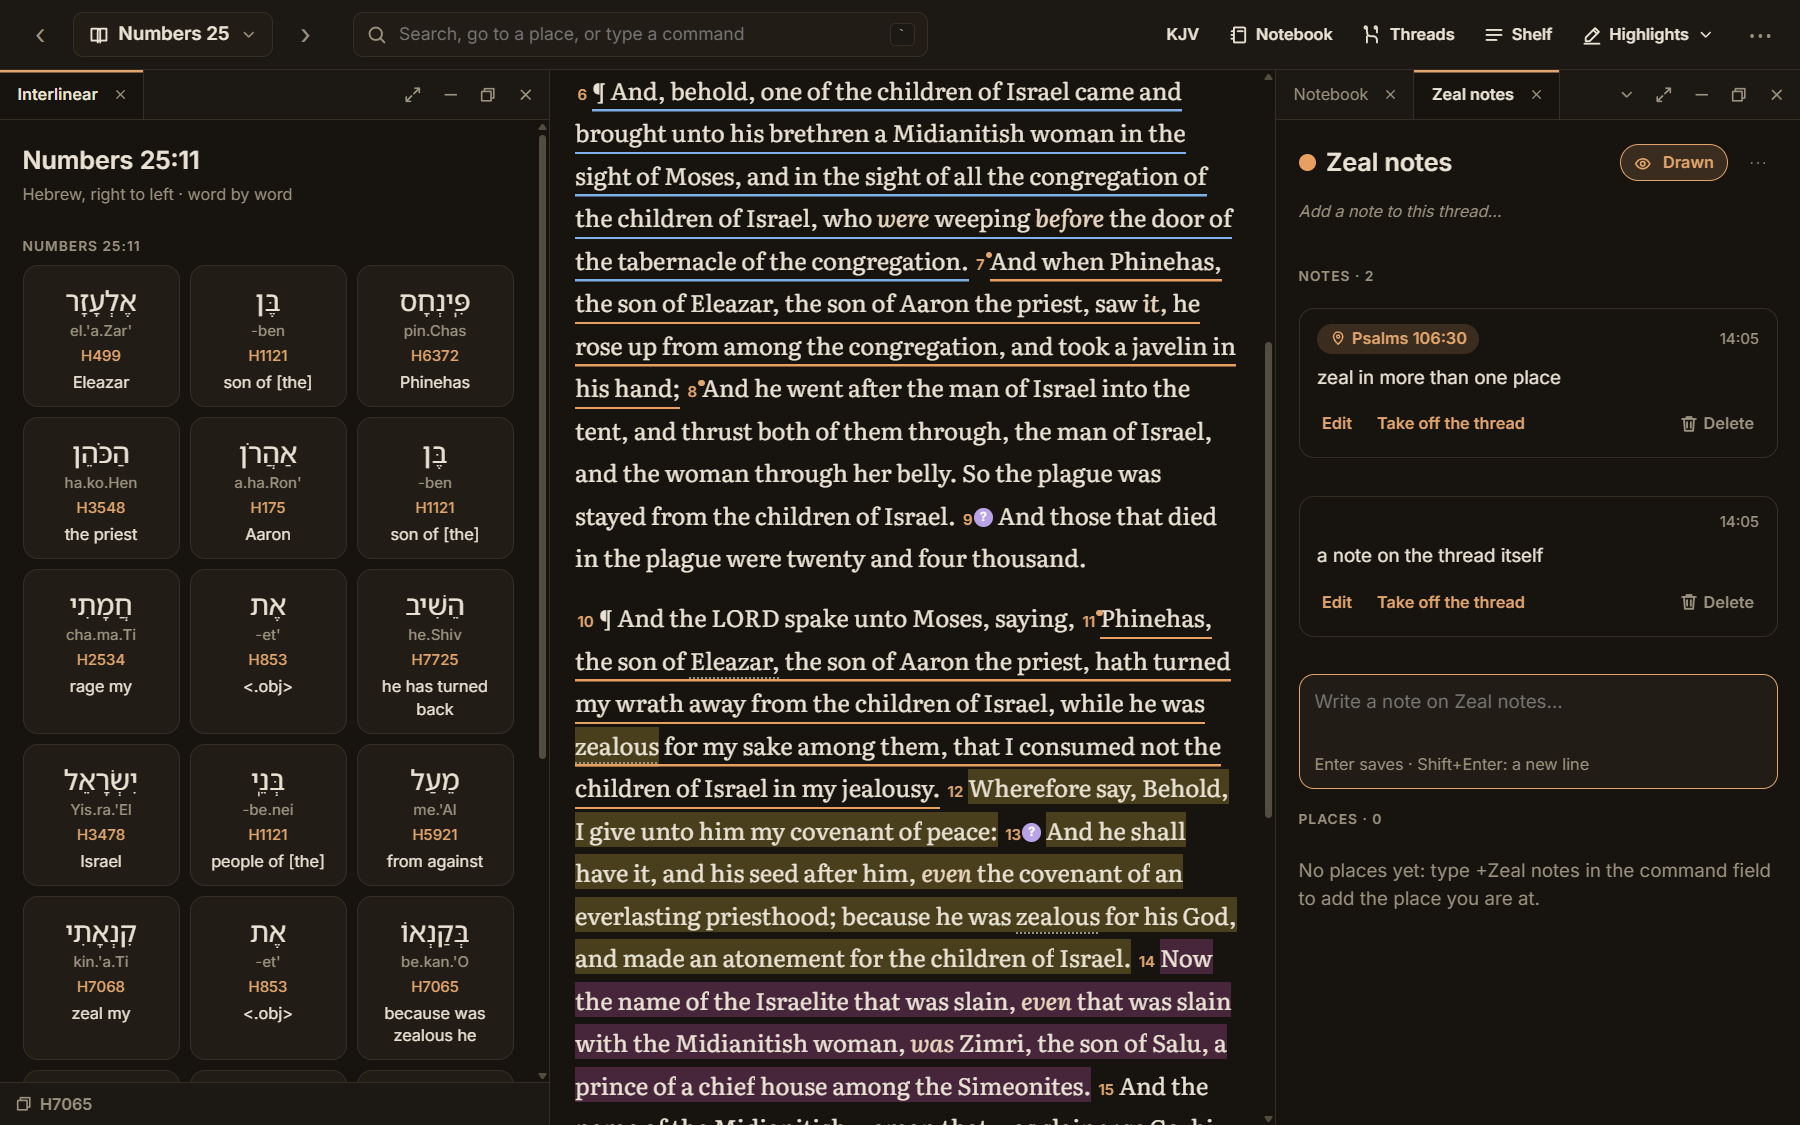 Numbers 25
Search, go to a place, or type a command
`
KJV
Notebook
Threads
Shelf
Highlights
Interlinear
Numbers 25:11
Hebrew, right to left · word by word
NUMBERS 25:11
אֶלְעָזָר
el.'a.Zar'
H499
Eleazar
בֶּן
-ben
H1121
son of [the]
פִּינְחָס
pin.Chas
H6372
Phinehas
הַכֹּהֵן
ha.ko.Hen
H3548
the priest
אַהֲרֹן
a.ha.Ron'
H175
Aaron
בֶּן
-ben
H1121
son of [the]
חֲמָתִי
cha.ma.Ti
H2534
rage my
אֶת
-et'
H853
<.obj>
הֵשִׁיב
he.Shiv
H7725
he has turned
back
יִשְׂרָאֵל
Yis.ra.'El
H3478
Israel
בְּנֵי
-be.nei
H1121
people of [the]
מֵעַל
me.'Al
H5921
from against
קִנְאָתִי
kin.'a.Ti
H7068
zeal my
אֶת
-et'
H853
<.obj>
בְּקַנְאוֹ
be.kan.'O
H7065
because was
zealous he
H7065
6 ¶ And, behold, one of the children of Israel came and
brought unto his brethren a Midianitish woman in the
sight of Moses, and in the sight of all the congregation of
the children of Israel, who were weeping before the door of
the tabernacle of the congregation. 7 And when Phinehas,
the son of Eleazar, the son of Aaron the priest, saw it, he
rose up from among the congregation, and took a javelin in
his hand; 8 And he went after the man of Israel into the
tent, and thrust both of them through, the man of Israel,
and the woman through her belly. So the plague was
stayed from the children of Israel. 9 ? And those that died
in the plague were twenty and four thousand.
10 ¶ And the LORD spake unto Moses, saying, 11 Phinehas,
the son of Eleazar, the son of Aaron the priest, hath turned
my wrath away from the children of Israel, while he was
zealous for my sake among them, that I consumed not the
children of Israel in my jealousy. 12 Wherefore say, Behold,
I give unto him my covenant of peace: 13 ? And he shall
have it, and his seed after him, even the covenant of an
everlasting priesthood; because he was zealous for his God,
and made an atonement for the children of Israel. 14 Now
the name of the Israelite that was slain, even that was slain
with the Midianitish woman, was Zimri, the son of Salu, a
prince of a chief house among the Simeonites. 15 And the
Notebook
Zeal notes
Zeal notes
Drawn
Add a note to this thread...
NOTES · 2
Psalms 106:30
14:05
zeal in more than one place
Edit
Take off the thread
Delete
14:05
a note on the thread itself
Edit
Take off the thread
Delete
Write a note on Zeal notes...
Enter saves · Shift+Enter: a new line
PLACES · 0
No places yet: type +Zeal notes in the command field
to add the place you are at.